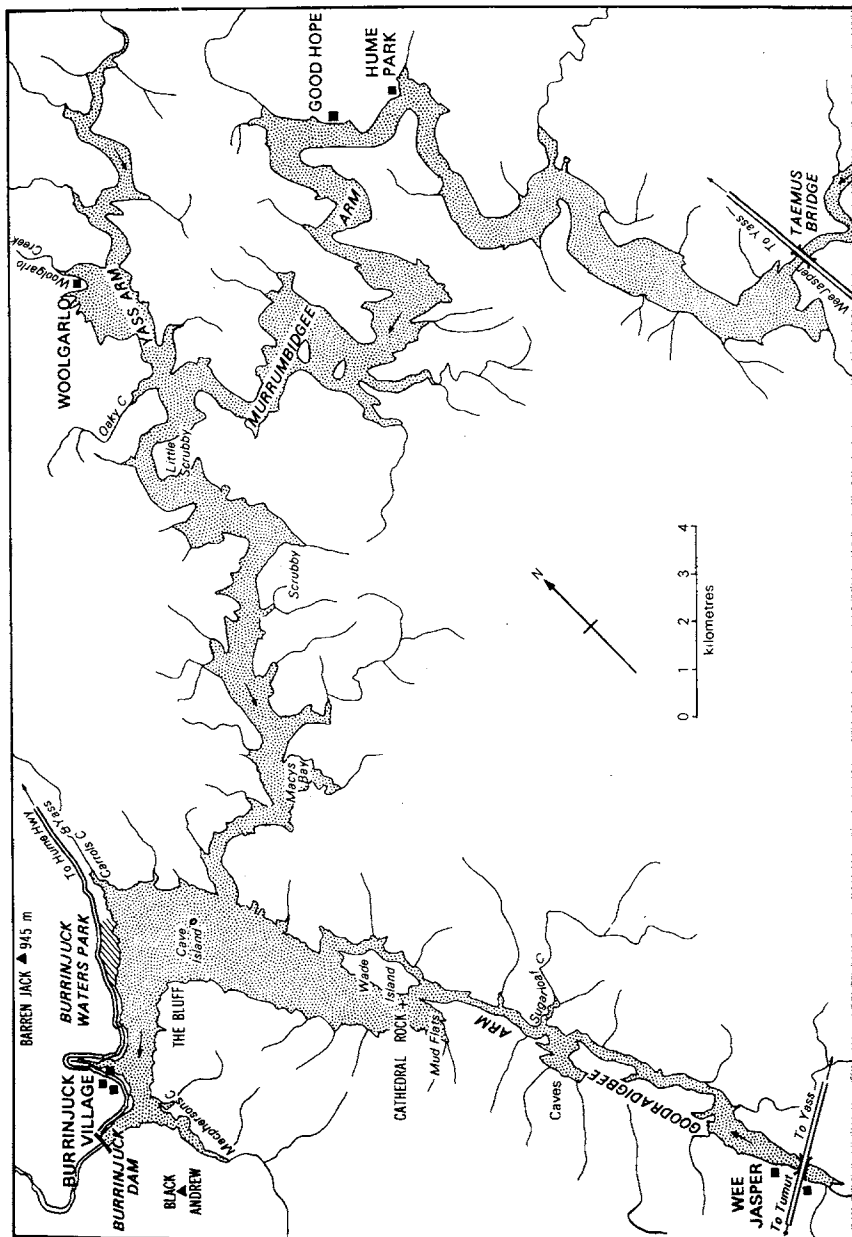 BARREN JACK 945 m
To Hume Hwy
& Yass
Carrols C
BURRINJUCK
WATERS PARK
BURRINJUCK
VILLAGE
BURRINJUCK
DAM
BLACK
ANDREW
Macphersons C
THE BLUFF
Cave
Island
Wade
Island
CATHEDRAL ROCK
Mud Flats
ARM
Sugarloaf C
Caves
GOODRADIGBEE
WEE
JASPER
To Tumut
To Yass
Macys
Bay
Scrubby
Little
Scrubby
Oaky C
WOOLGARLO
Woolgarlo
Creek
YASS ARM
MURRUMBIDGEE
ARM
GOOD HOPE
HUME
PARK
To Yass
Wee Jasper
TAEMUS
BRIDGE
N
0 1 2 3 4
kilometres